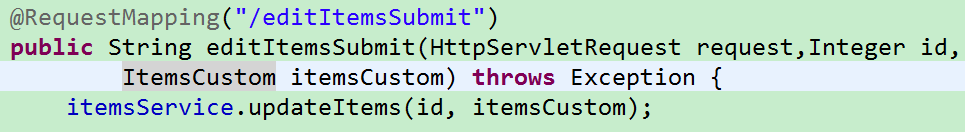 @RequestMapping("/editItemsSubmit")
public String editItemsSubmit(HttpServletRequest request,Integer id,
ItemsCustom itemsCustom) throws Exception {
itemsService.updateItems(id, itemsCustom);